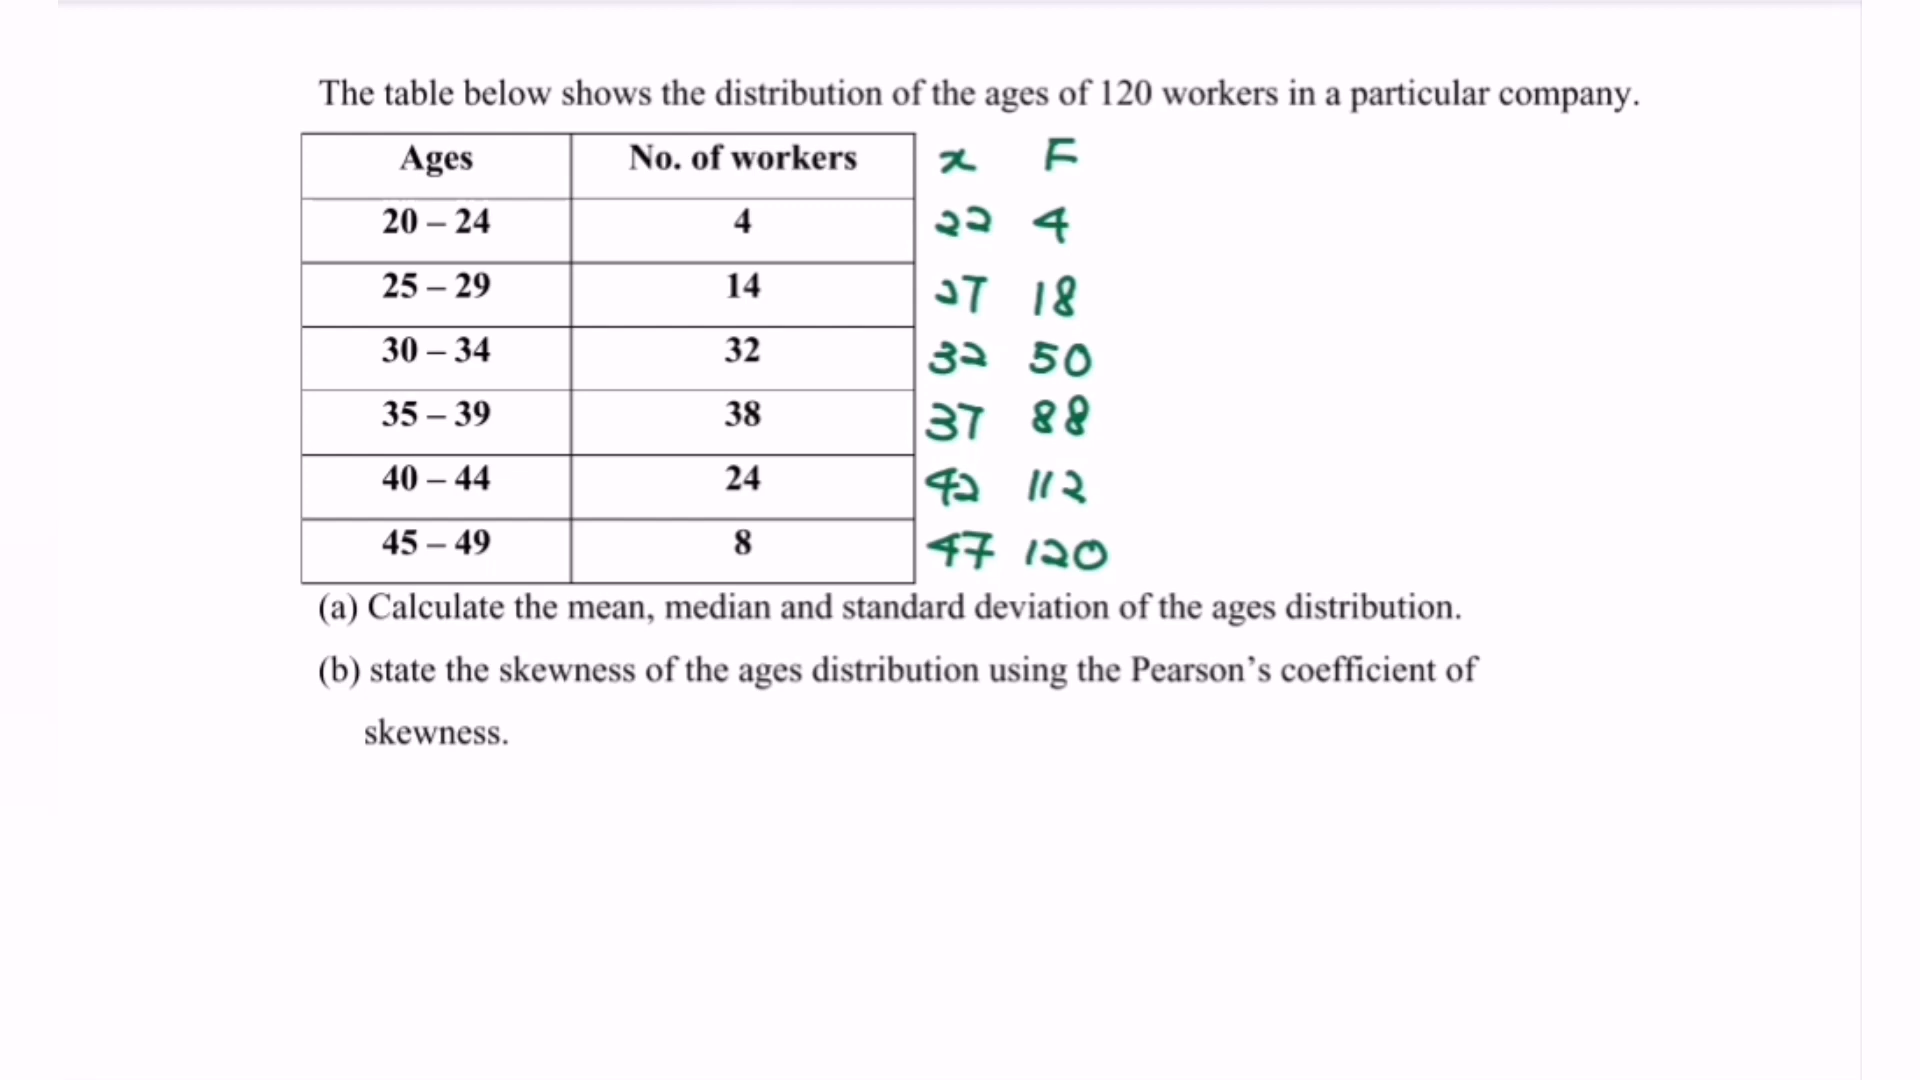 The table below shows the distribution of the ages of 120 workers in a particular company.
Ages No. of workers x F
20 – 24 4 22 4
25 – 29 14 27 18
30 – 34 32 32 50
35 – 39 38 37 88
40 – 44 24 42 112
45 – 49 8 47 120
(a) Calculate the mean, median and standard deviation of the ages distribution.
(b) state the skewness of the ages distribution using the Pearson’s coefficient of
skewness.